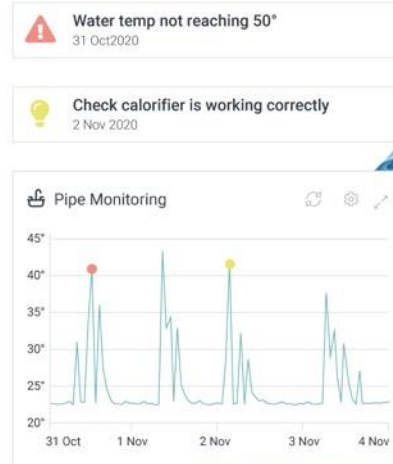 Water temp not reaching 50°
31 Oct2020
Check calorifier is working correctly
2 Nov 2020
Pipe Monitoring
45°
40°
35°
30°
25°
20°
31 Oct 1 Nov 2 Nov 3 Nov 4 Nov